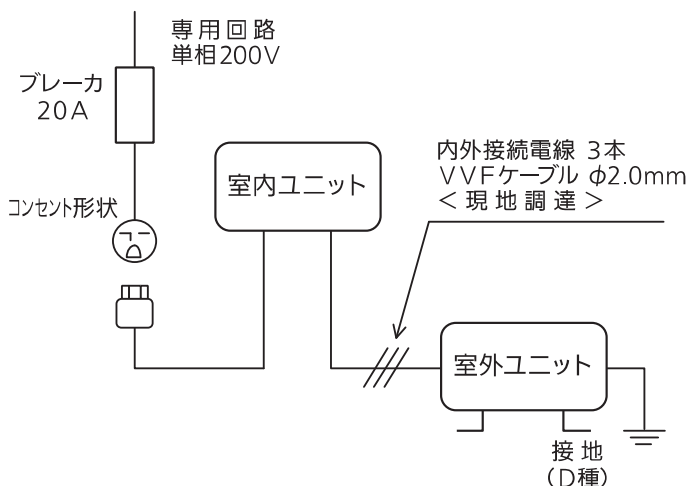 専用回路
単相200V
ブレーカ
20A
コンセント形状
室内ユニット
内外接続電線 3本
VVFケーブル φ2.0mm
＜現地調達＞
室外ユニット
接地
(D種)